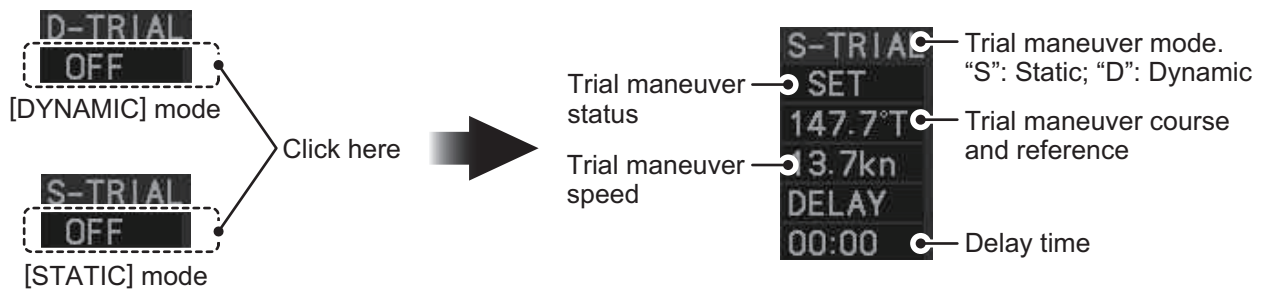 D-TRIAL
OFF
[DYNAMIC] mode
S-TRIAL
OFF
[STATIC] mode
Click here
Trial maneuver
status
Trial maneuver
speed
S-TRIAL
SET
147.7°T
13.7kn
DELAY
00:00
Trial maneuver mode.
“S”: Static; “D”: Dynamic
Trial maneuver course
and reference
Delay time